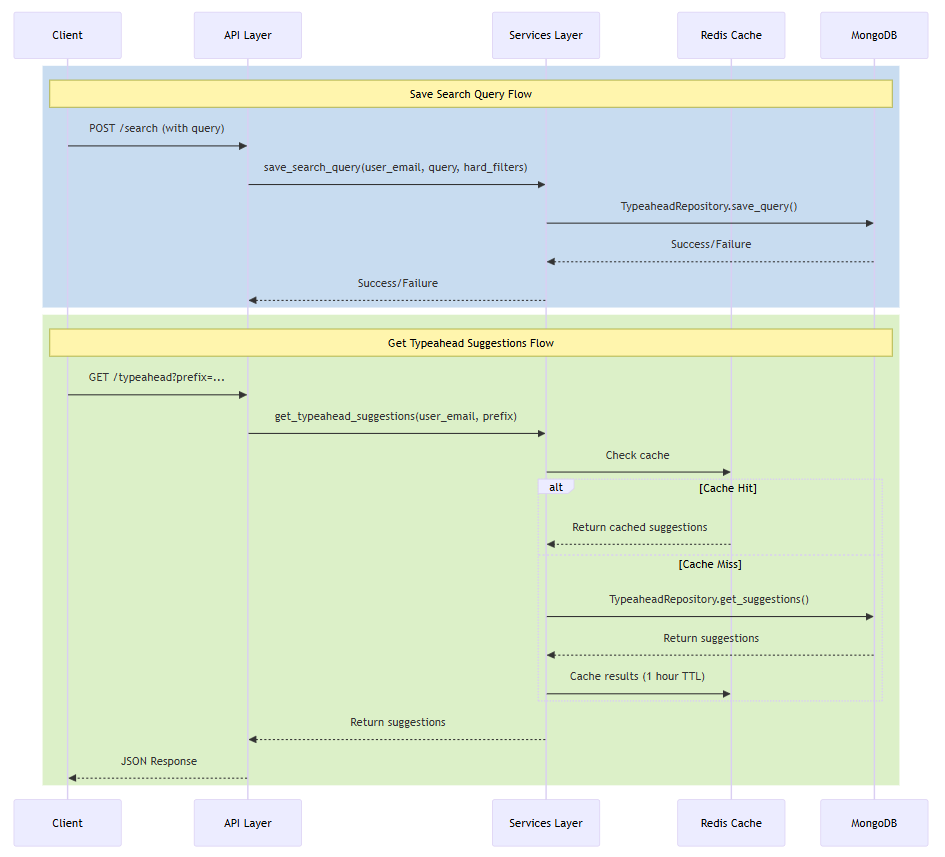 Client
API Layer
Services Layer
Redis Cache
MongoDB
Save Search Query Flow
POST /search (with query)
save_search_query(user_email, query, hard_filters)
TypeaheadRepository.save_query()
Success/Failure
Success/Failure
Get Typeahead Suggestions Flow
GET /typeahead?prefix=...
get_typeahead_suggestions(user_email, prefix)
Check cache
alt
[Cache Hit]
Return cached suggestions
[Cache Miss]
TypeaheadRepository.get_suggestions()
Return suggestions
Cache results (1 hour TTL)
Return suggestions
JSON Response
Client
API Layer
Services Layer
Redis Cache
MongoDB